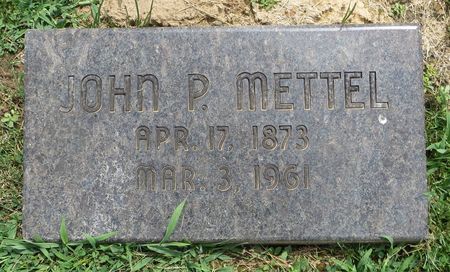 JOHN P. METTEL
APR. 17, 1873
MAR. 3, 1961